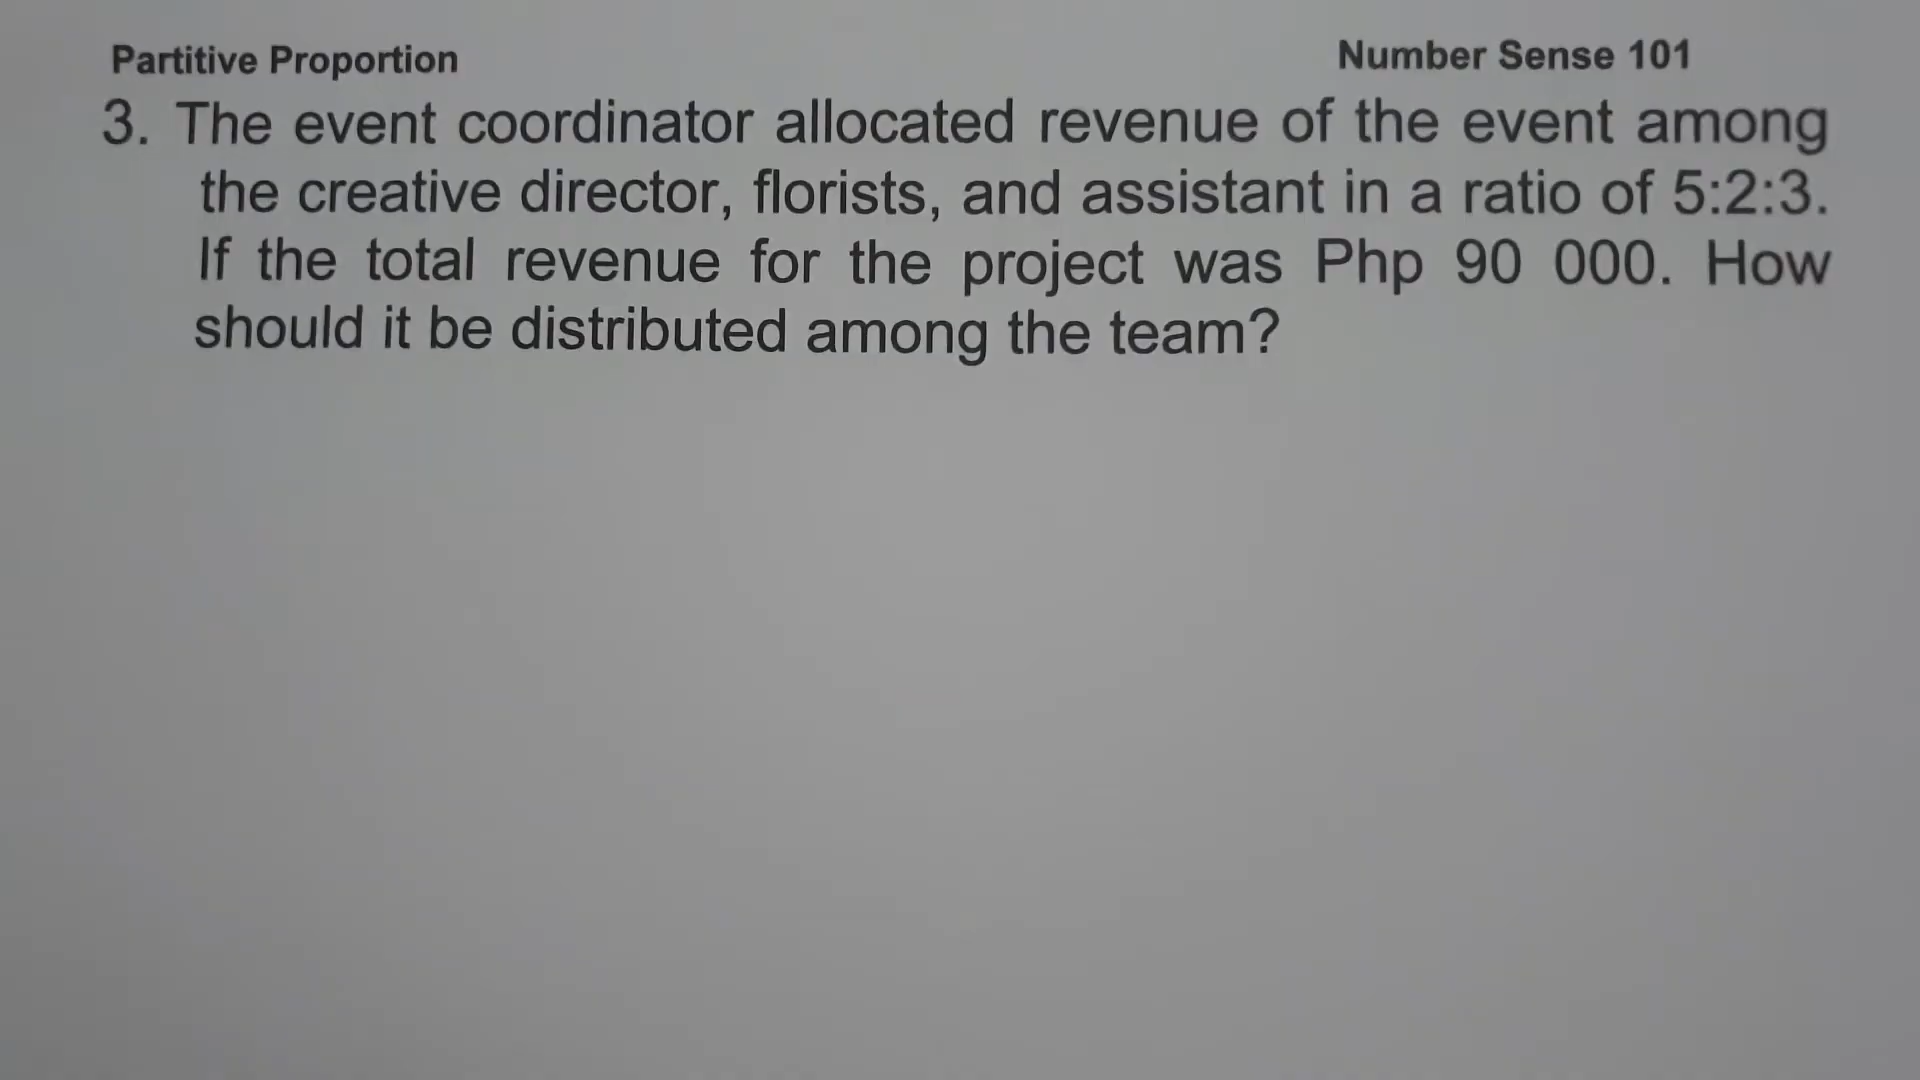 Partitive Proportion
Number Sense 101
3. The event coordinator allocated revenue of the event among
the creative director, florists, and assistant in a ratio of 5:2:3.
If the total revenue for the project was Php 90 000. How
should it be distributed among the team?